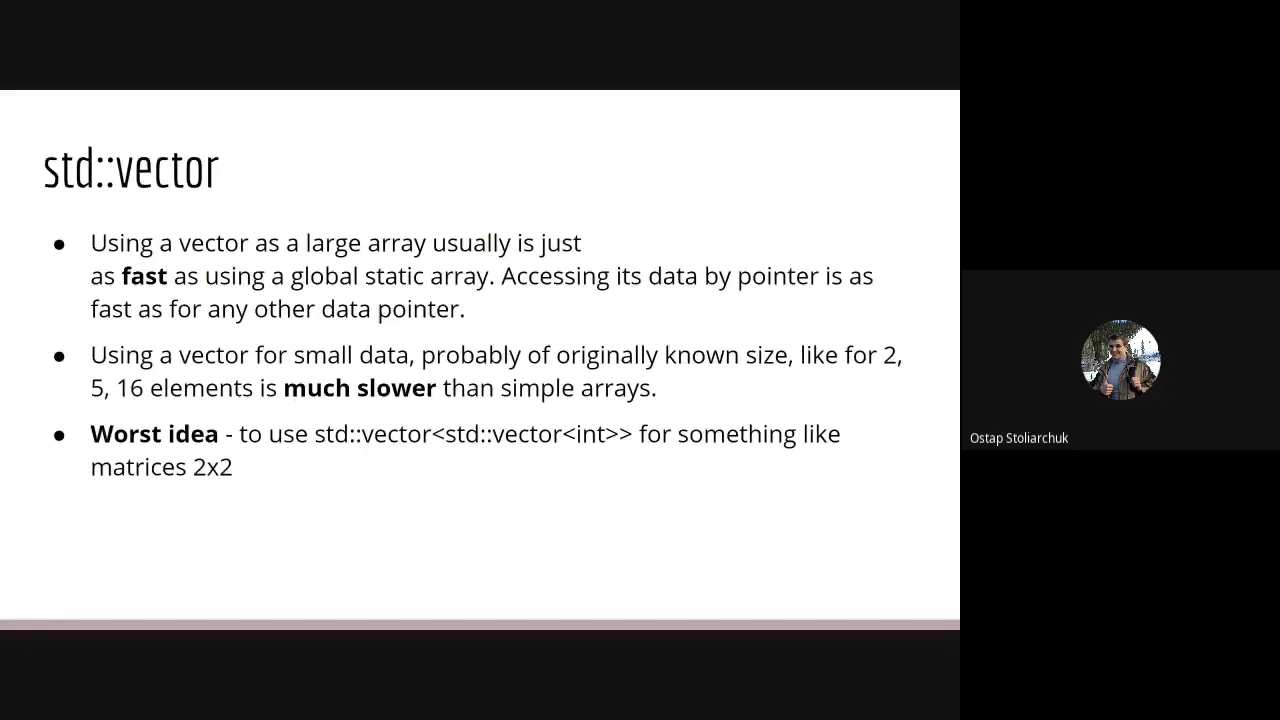 std::vector
● Using a vector as a large array usually is just
as fast as using a global static array. Accessing its data by pointer is as
fast as for any other data pointer.
● Using a vector for small data, probably of originally known size, like for 2,
5, 16 elements is much slower than simple arrays.
● Worst idea - to use std::vector<std::vector<int>> for something like
matrices 2x2
Ostap Stoliarchuk